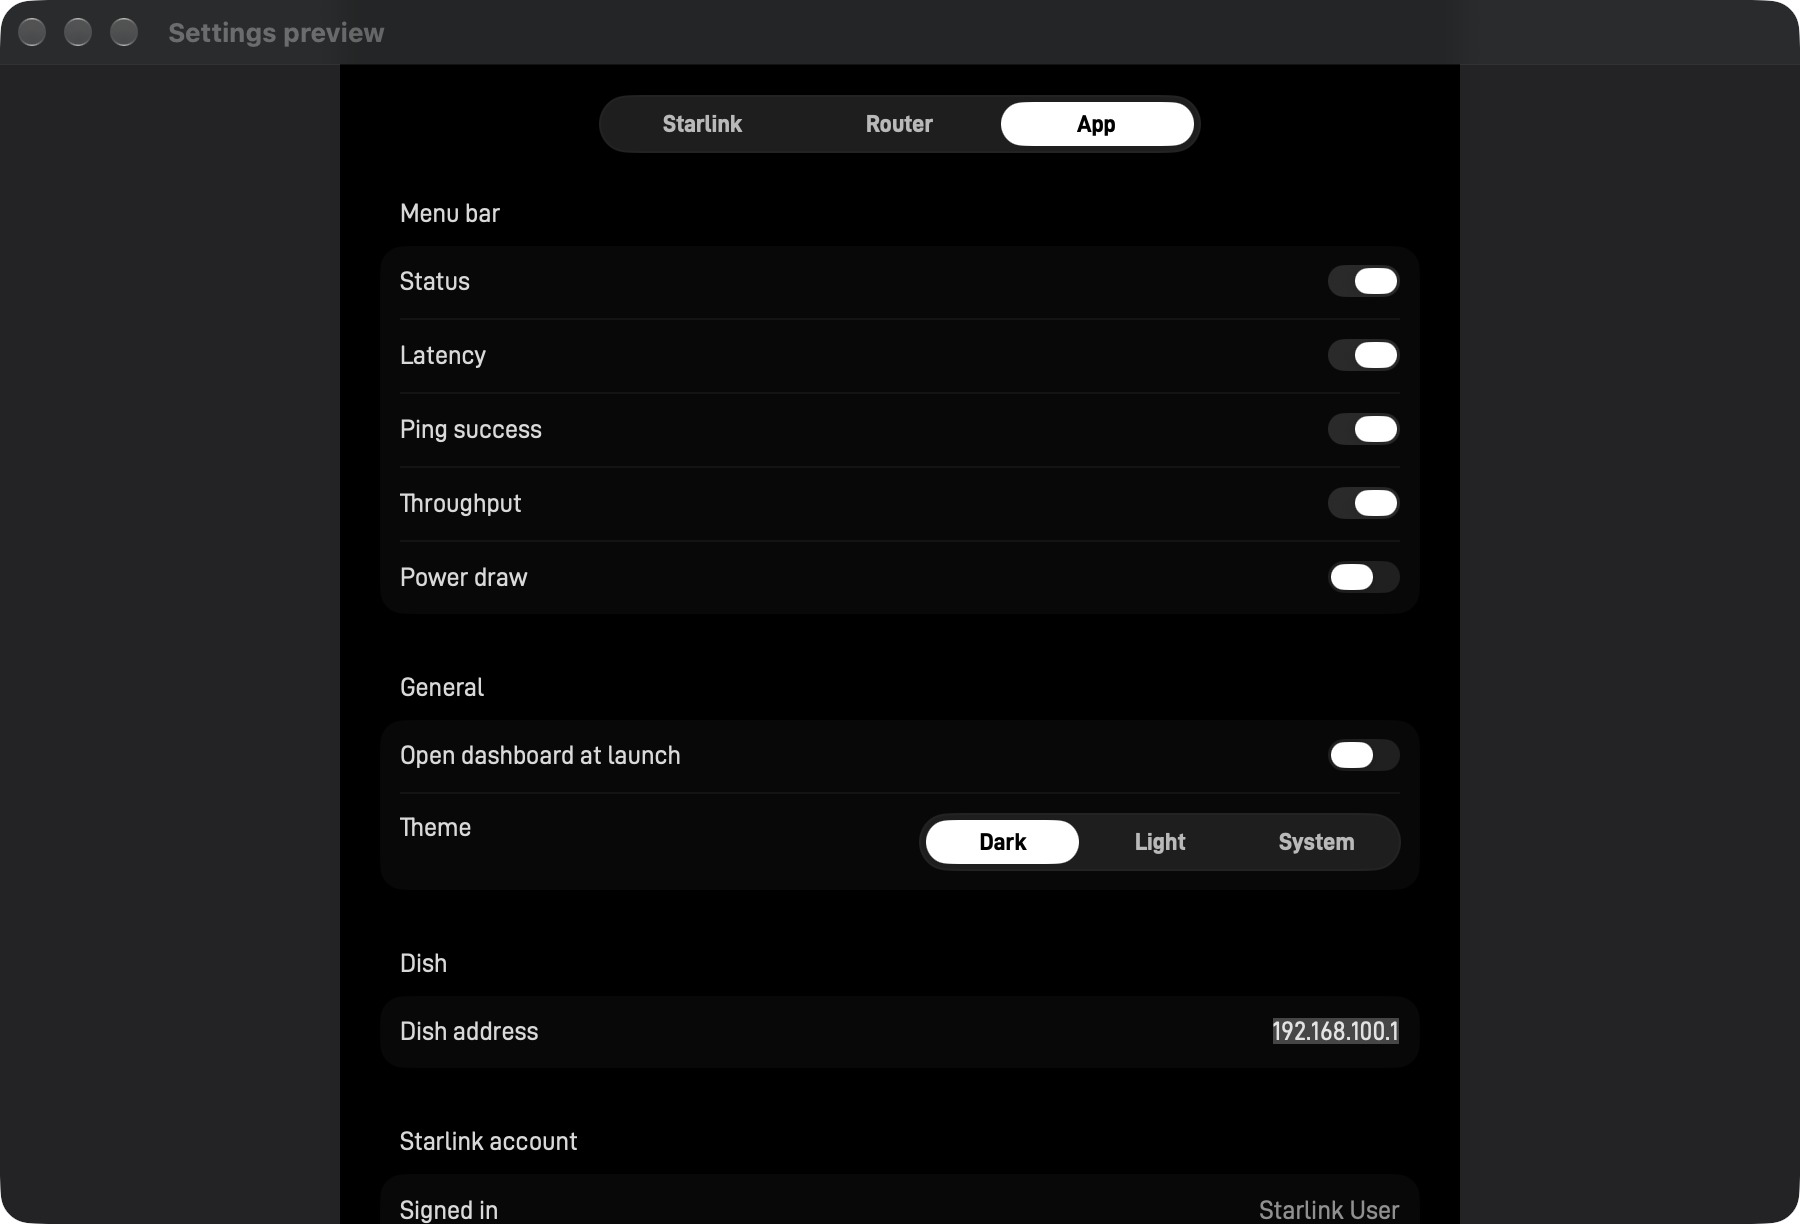 Settings preview
Starlink
Router
App
Menu bar
Status
Latency
Ping success
Throughput
Power draw
General
Open dashboard at launch
Theme
Dark
Light
System
Dish
Dish address
192.168.100.1
Starlink account
Signed in
Starlink User